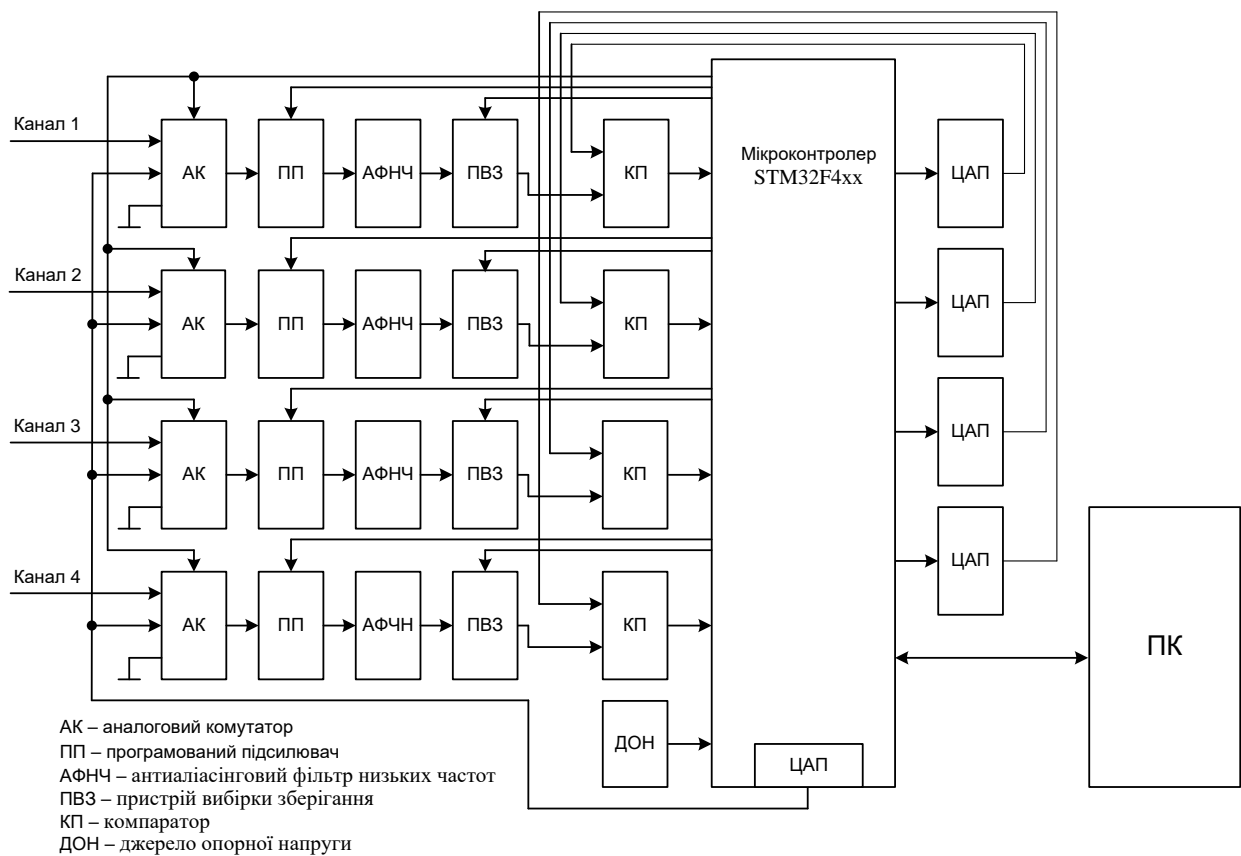 Канал 1
АК
ПП
АФНЧ
ПВЗ
КП
Мікроконтролер
STM32F4xx
ЦАП
Канал 2
АК
ПП
АФНЧ
ПВЗ
КП
ЦАП
Канал 3
АК
ПП
АФНЧ
ПВЗ
КП
ЦАП
Канал 4
АК
ПП
АФЧН
ПВЗ
КП
ЦАП
ПК
ДОН
ЦАП
АК – аналоговий комутатор
ПП – програмований підсилювач
АФНЧ – антиаліасінговий фільтр низьких частот
ПВЗ – пристрій вибірки зберігання
КП – компаратор
ДОН – джерело опорної напруги